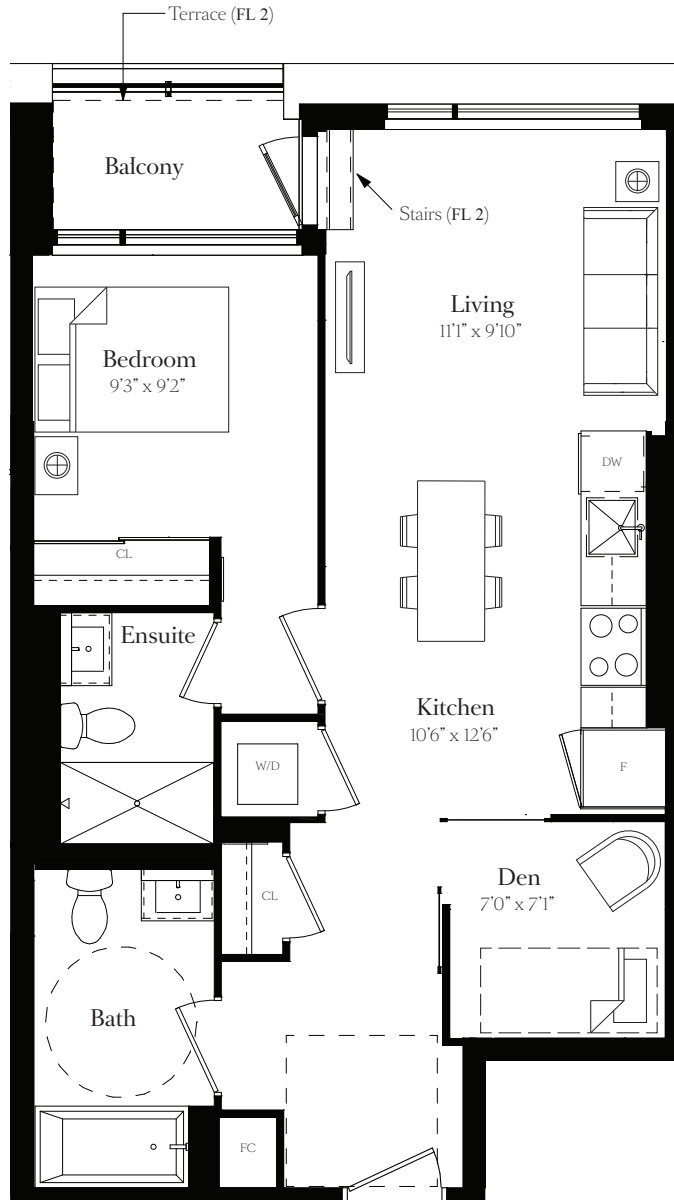 Terrace (FL 2)
Balcony
Stairs (FL 2)
Living
11'1" x 9'10"
Bedroom
9'3" x 9'2"
DW
CL
Ensuite
Kitchen
10'6" x 12'6"
W/D
F
Den
7'0" x 7'1"
CL
Bath
FC